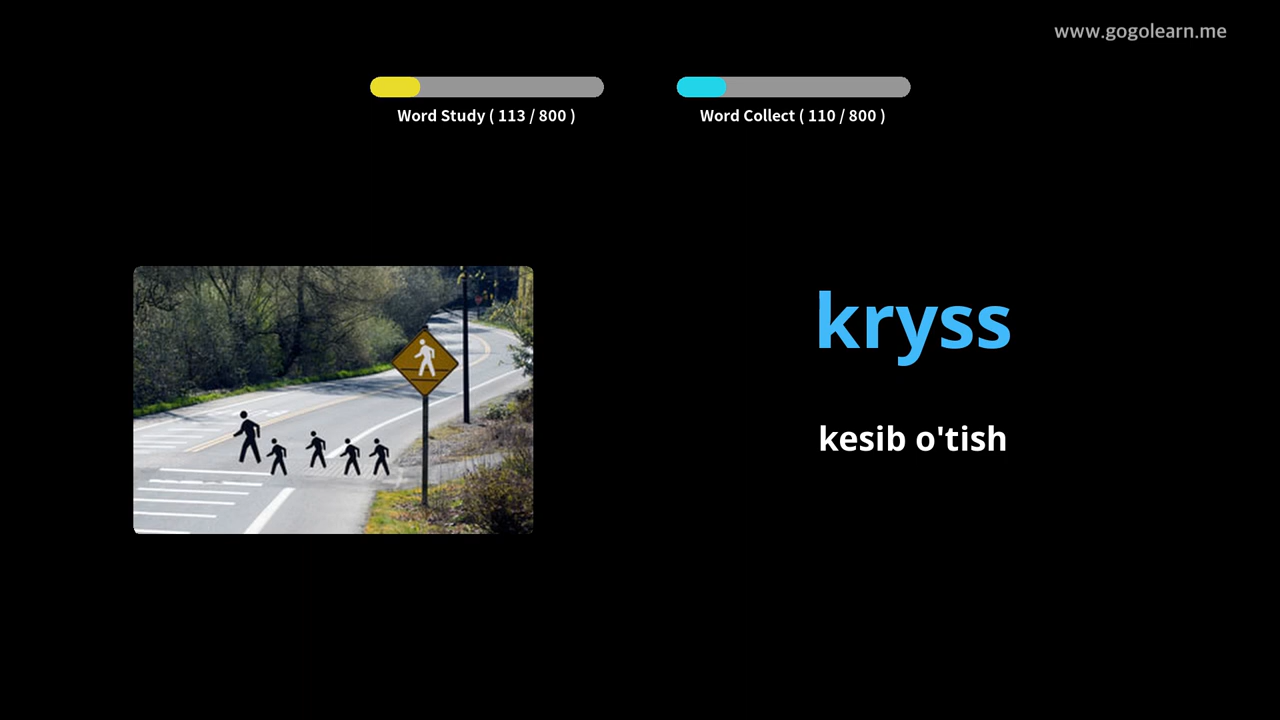 www.gogolearn.me
Word Study ( 113 / 800 )
Word Collect ( 110 / 800 )
kryss
kesib o'tish